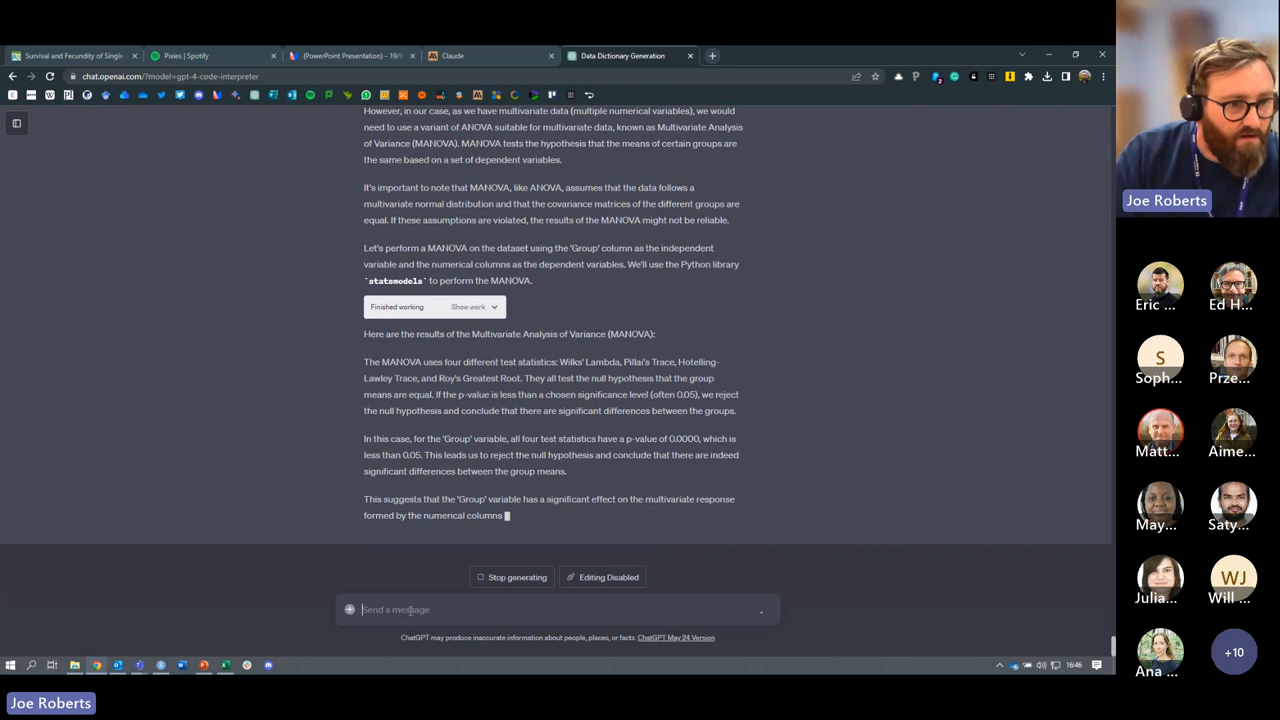 Survival and Fecundity of Single
Pixies | Spotify
(PowerPoint Presentation) - 19/0
Claude
Data Dictionary Generation
chat.openai.com/?model=gpt-4-code-interpreter
However, in our case, as we have multivariate data (multiple numerical variables), we would
need to use a variant of ANOVA suitable for multivariate data, known as Multivariate Analysis
of Variance (MANOVA). MANOVA tests the hypothesis that the means of certain groups are
the same based on a set of dependent variables.
It's important to note that MANOVA, like ANOVA, assumes that the data follows a
multivariate normal distribution and that the covariance matrices of the different groups are
equal. If these assumptions are violated, the results of the MANOVA might not be reliable.
Let's perform a MANOVA on the dataset using the 'Group' column as the independent
variable and the numerical columns as the dependent variables. We'll use the Python library
`statsmodels` to perform the MANOVA.
Finished working Show work
Here are the results of the Multivariate Analysis of Variance (MANOVA):
The MANOVA uses four different test statistics: Wilks' Lambda, Pillai's Trace, Hotelling-
Lawley Trace, and Roy's Greatest Root. They all test the null hypothesis that the group
means are equal. If the p-value is less than a chosen significance level (often 0.05), we reject
the null hypothesis and conclude that there are significant differences between the groups.
In this case, for the 'Group' variable, all four test statistics have a p-value of 0.0000, which is
less than 0.05. This leads us to reject the null hypothesis and conclude that there are indeed
significant differences between the group means.
This suggests that the 'Group' variable has a significant effect on the multivariate response
formed by the numerical columns
Stop generating
Editing Disabled
Send a message
ChatGPT may produce inaccurate information about people, places, or facts. ChatGPT May 24 Version
16:46
Joe Roberts
Joe Roberts
Eric ...
Ed H...
S
Soph...
Prze...
Matt...
Aime...
May...
Saty...
Julia...
WJ
Will ...
Ana ...
+10